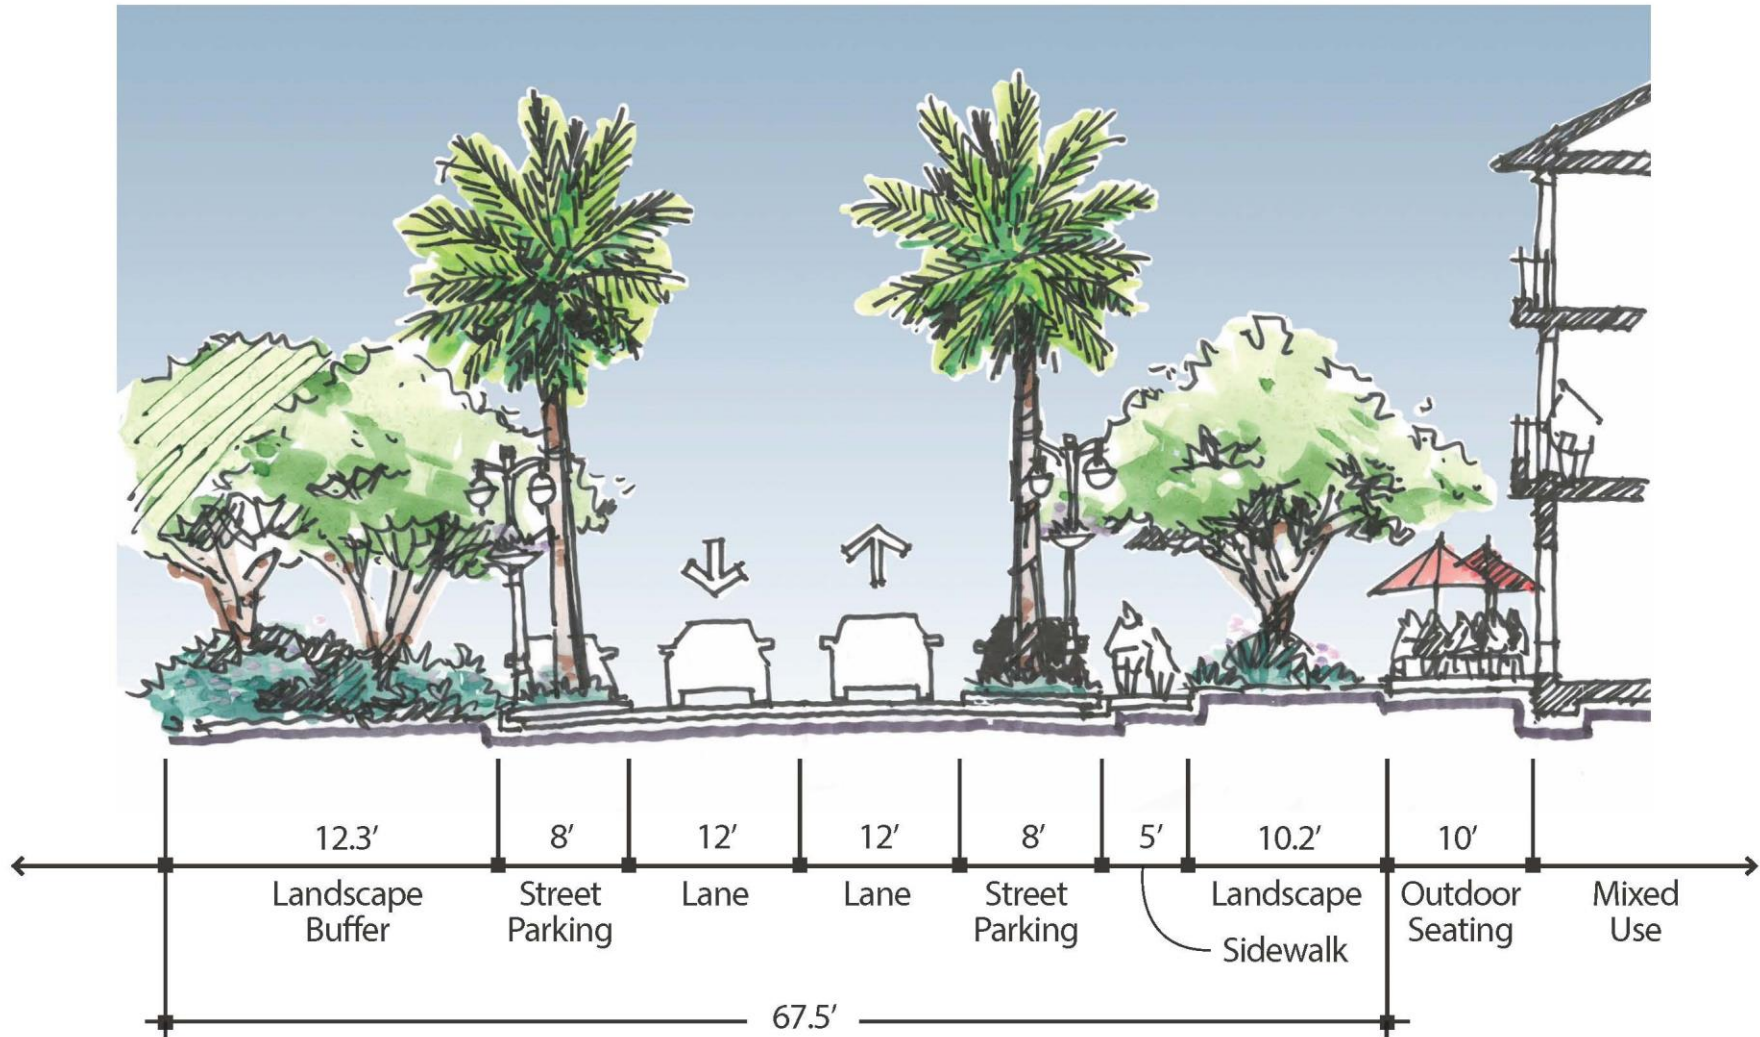 12.3′ 8′ 12′ 12′ 8′ 5′ 10.2′ 10′
Landscape Buffer
Street Parking
Lane
Lane
Street Parking
Sidewalk
Landscape
Outdoor Seating
Mixed Use
67.5′